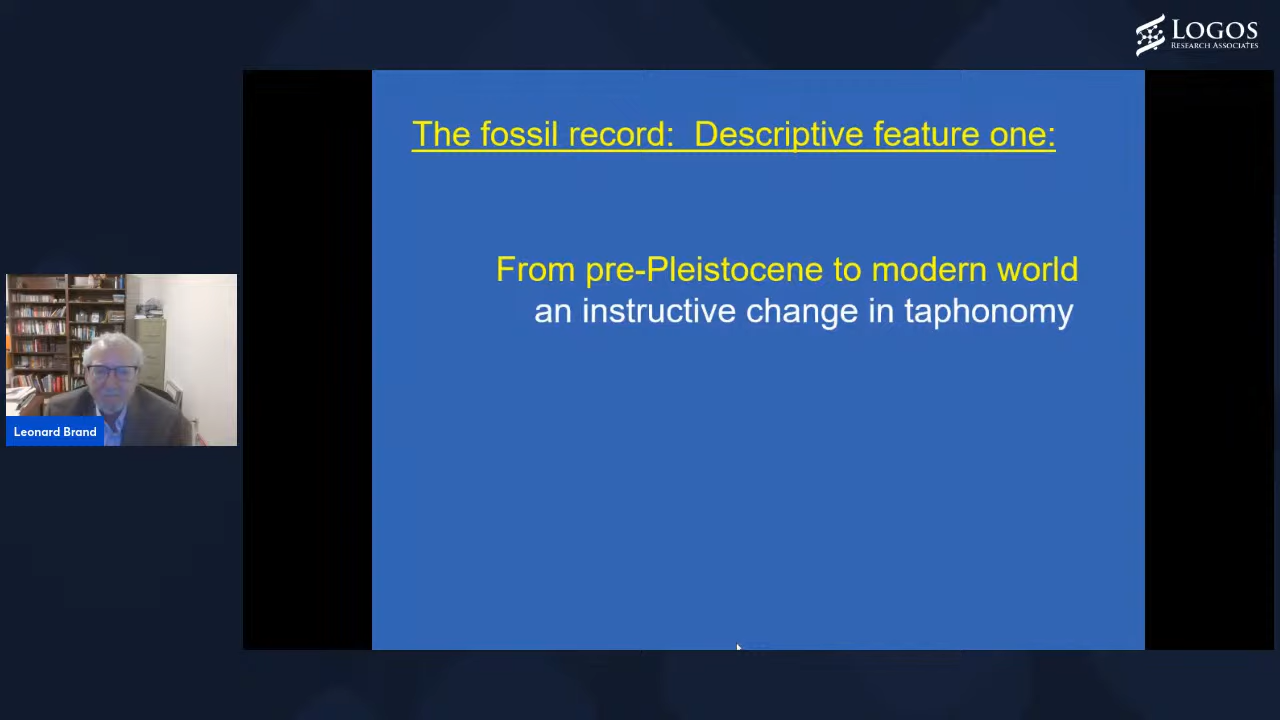 LOGOS
RESEARCH ASSOCIATES
The fossil record:  Descriptive feature one:
From pre-Pleistocene to modern world
an instructive change in taphonomy
Leonard Brand